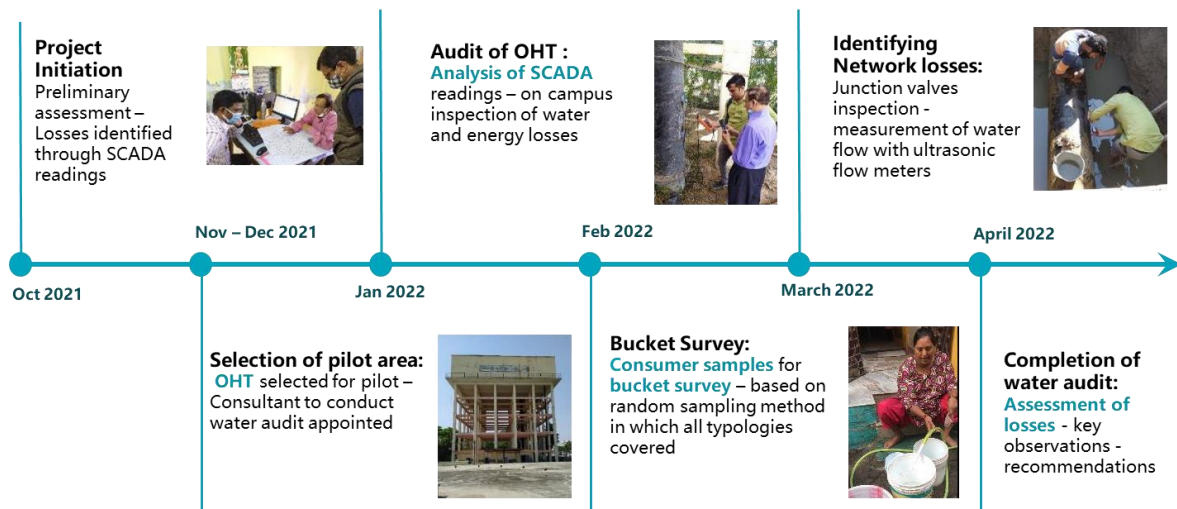 Project
Initiation
Preliminary
assessment –
Losses identified
through SCADA
readings
Audit of OHT :
Analysis of SCADA
readings – on campus
inspection of water
and energy losses
Identifying
Network losses:
Junction valves
inspection -
measurement of water
flow with ultrasonic
flow meters
Nov – Dec 2021
Feb 2022
April 2022
Oct 2021
Jan 2022
March 2022
Selection of pilot area:
OHT selected for pilot –
Consultant to conduct
water audit appointed
Bucket Survey:
Consumer samples for
bucket survey – based on
random sampling method
in which all typologies
covered
Completion of
water audit:
Assessment of
losses - key
observations -
recommendations